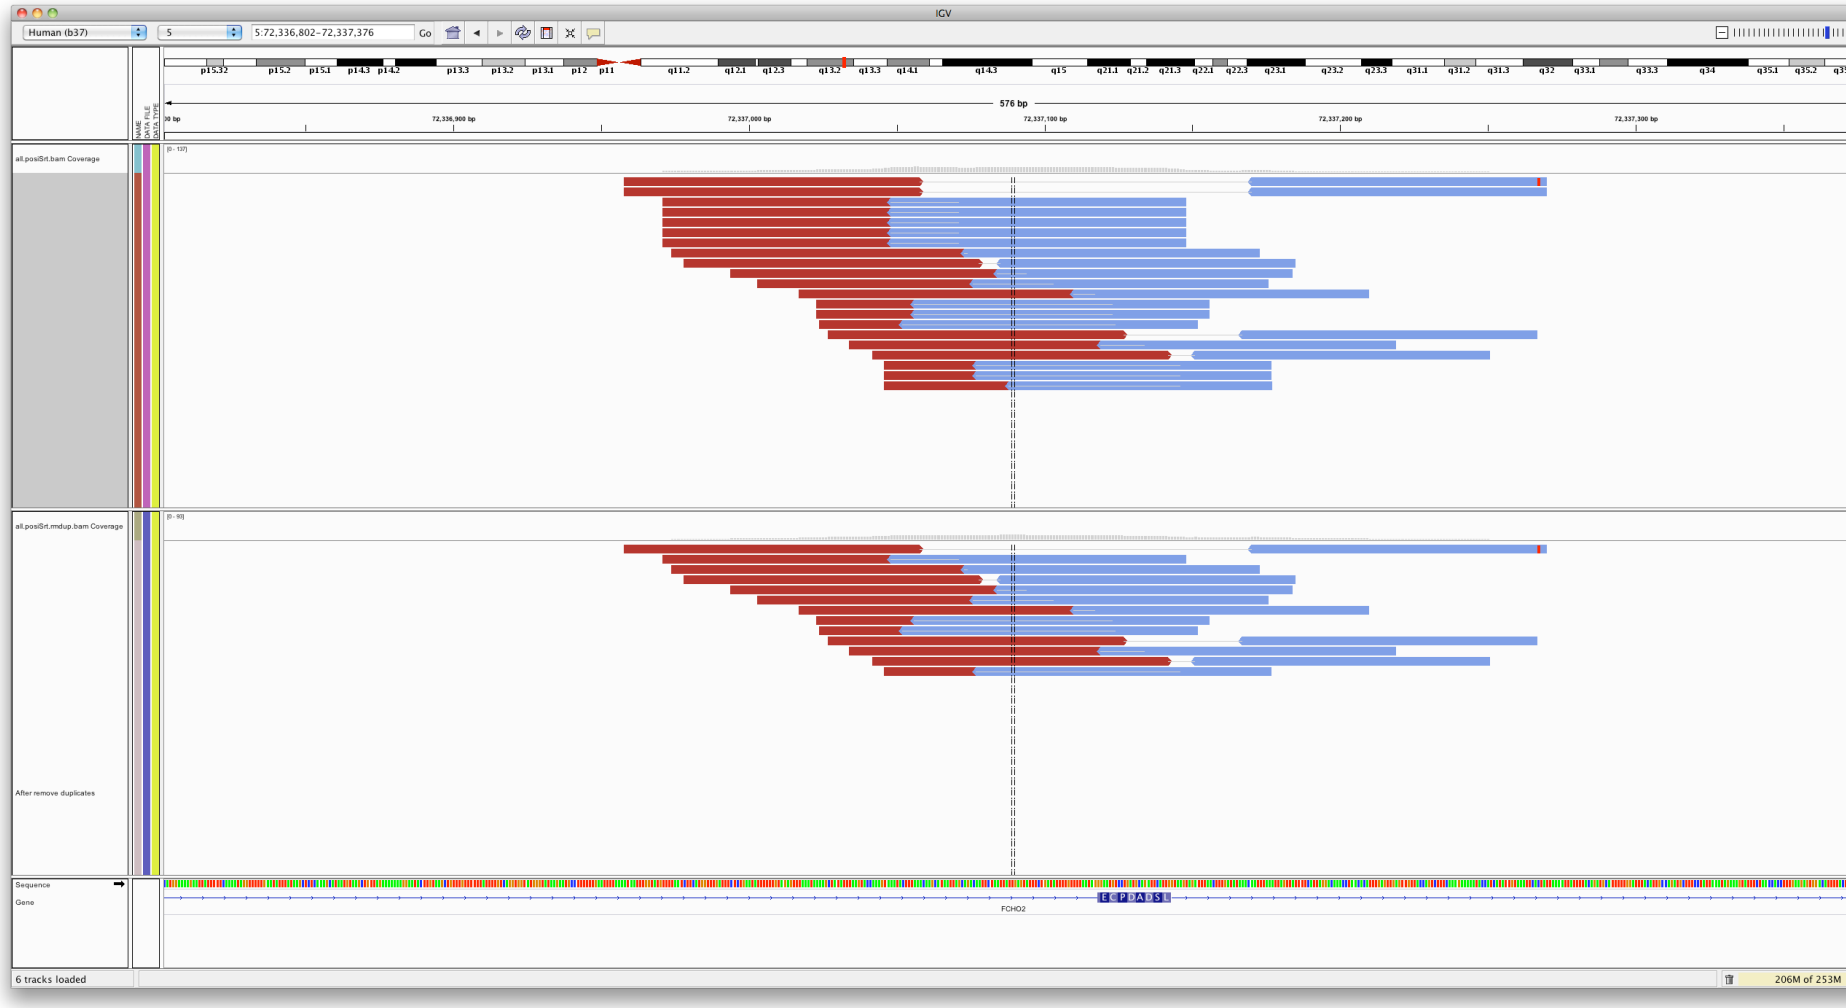 IGV
Human (b37) 5 5:72,336,802-72,337,376 Go
p15.32 p15.2 p15.1 p14.3 p14.2 p13.3 p13.2 p13.1 p12 p11 q11.2 q12.1 q12.3 q13.2 q13.3 q14.1 q14.3 q15 q21.1 q21.2 q21.3 q22.1 q22.3 q23.1 q23.2 q23.3 q31.1 q31.2 q31.3 q32 q33.1 q33.3 q34 q35.1 q35.2 q35
576 bp
NAME
DATA FILE
DATA TYPE
00 bp 72,336,900 bp 72,337,000 bp 72,337,100 bp 72,337,200 bp 72,337,300 bp
[0 - 137]
all.posiSrt.bam Coverage
[0 - 93]
all.posiSrt.rmdup.bam Coverage
After remove duplicates
Sequence
Gene
E C P D A D S L
FCHO2
6 tracks loaded 206M of 253M